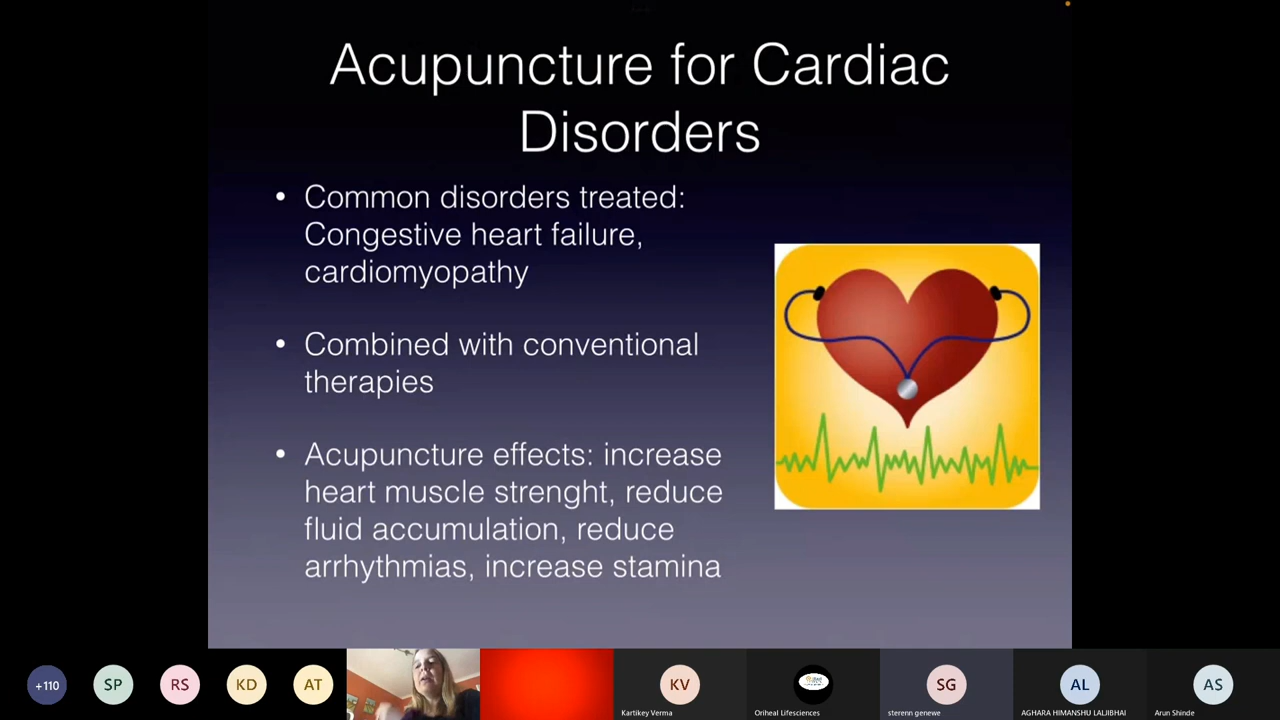 Acupuncture for Cardiac
Disorders
• Common disorders treated:
Congestive heart failure,
cardiomyopathy
• Combined with conventional
therapies
• Acupuncture effects: increase
heart muscle strenght, reduce
fluid accumulation, reduce
arrhythmias, increase stamina
+110
SP
RS
KD
AT
KV
SG
AL
AS
Kartikey Verma
Oriheal Lifesciences
sterenn genewe
AGHARA HIMANSHU LALJIBHAI
Arun Shinde